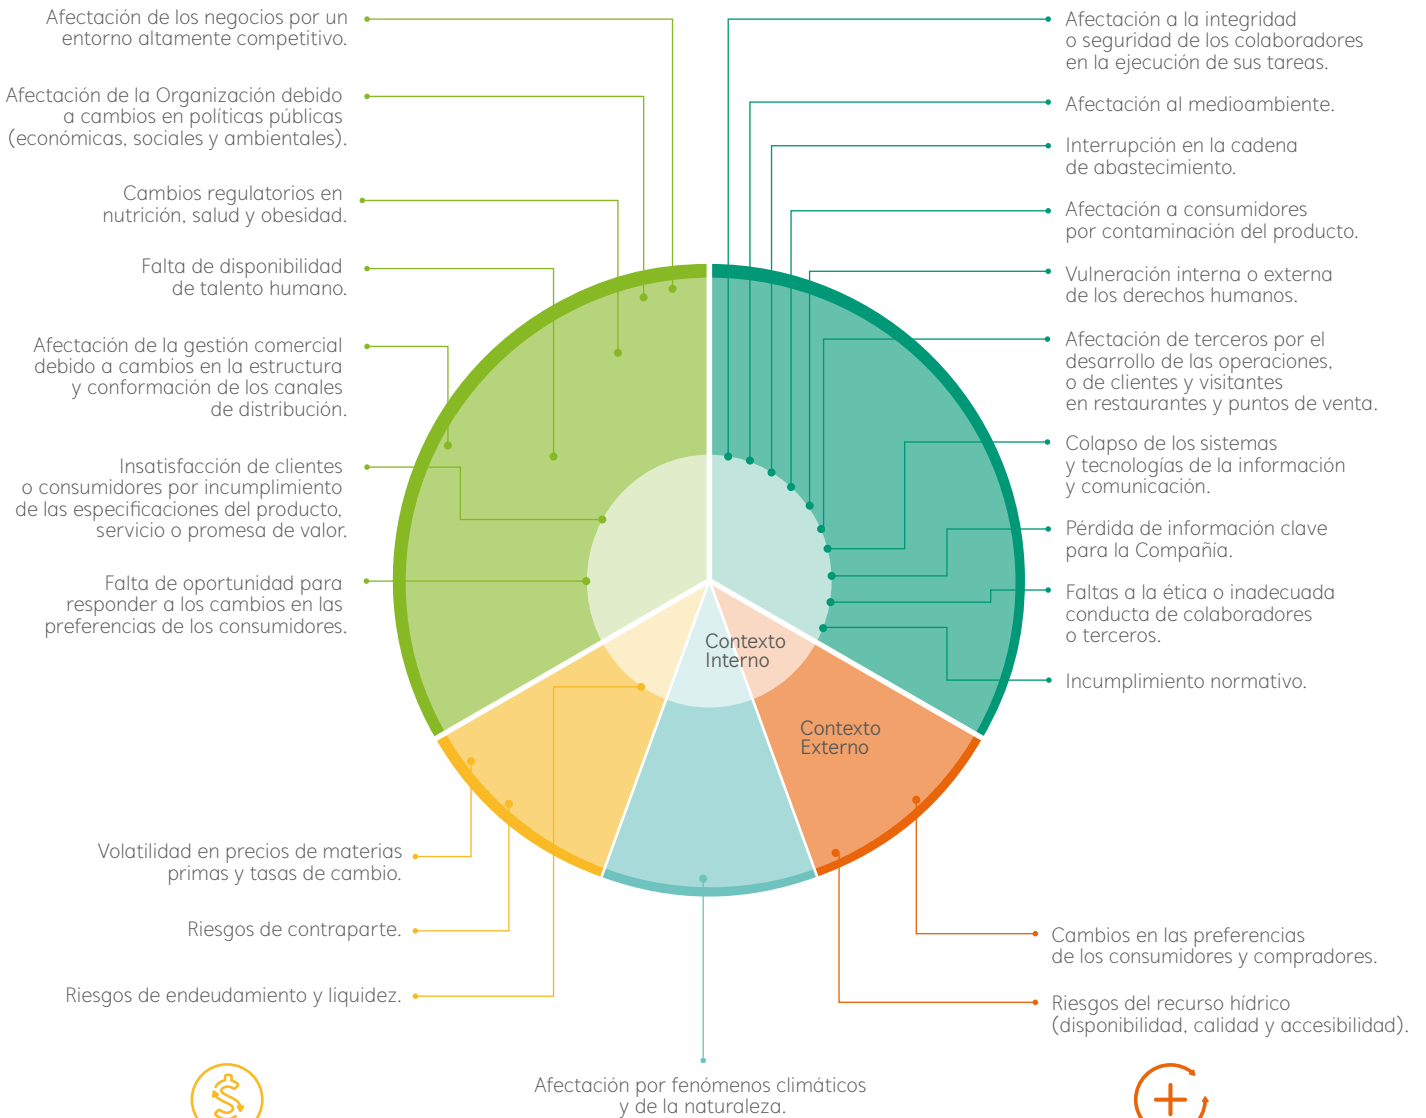 Afectación de los negocios por un
entorno altamente competitivo.
Afectación de la Organización debido
a cambios en políticas públicas
(económicas, sociales y ambientales).
Cambios regulatorios en
nutrición, salud y obesidad.
Falta de disponibilidad
de talento humano.
Afectación de la gestión comercial
debido a cambios en la estructura
y conformación de los canales
de distribución.
Insatisfacción de clientes
o consumidores por incumplimiento
de las especificaciones del producto,
servicio o promesa de valor.
Falta de oportunidad para
responder a los cambios en las
preferencias de los consumidores.
Afectación a la integridad
o seguridad de los colaboradores
en la ejecución de sus tareas.
Afectación al medioambiente.
Interrupción en la cadena
de abastecimiento.
Afectación a consumidores
por contaminación del producto.
Vulneración interna o externa
de los derechos humanos.
Afectación de terceros por el
desarrollo de las operaciones,
o de clientes y visitantes
en restaurantes y puntos de venta.
Colapso de los sistemas
y tecnologías de la información
y comunicación.
Pérdida de información clave
para la Compañía.
Faltas a la ética o inadecuada
conducta de colaboradores
o terceros.
Incumplimiento normativo.
Contexto
Interno
Contexto
Externo
Volatilidad en precios de materias
primas y tasas de cambio.
Riesgos de contraparte.
Riesgos de endeudamiento y liquidez.
Cambios en las preferencias
de los consumidores y compradores.
Riesgos del recurso hídrico
(disponibilidad, calidad y accesibilidad).
Afectación por fenómenos climáticos
y de la naturaleza.